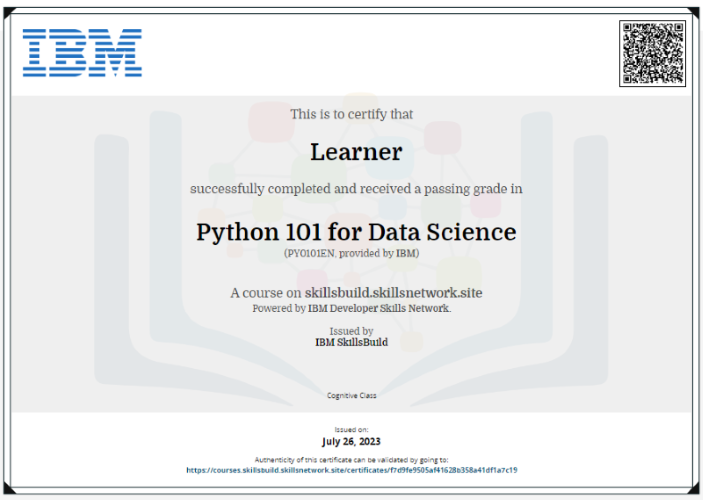 IBM
This is to certify that
Learner
successfully completed and received a passing grade in
Python 101 for Data Science
(PY0101EN, provided by IBM)
A course on skillsbuild.skillsnetwork.site
Powered by IBM Developer Skills Network.
Issued by
IBM SkillsBuild
Cognitive Class
Issued on:
July 26, 2023
Authenticity of this certificate can be validated by going to:
https://courses.skillsbuild.skillsnetwork.site/certificates/f7d9fe9505af41628b358a41df1a7c19